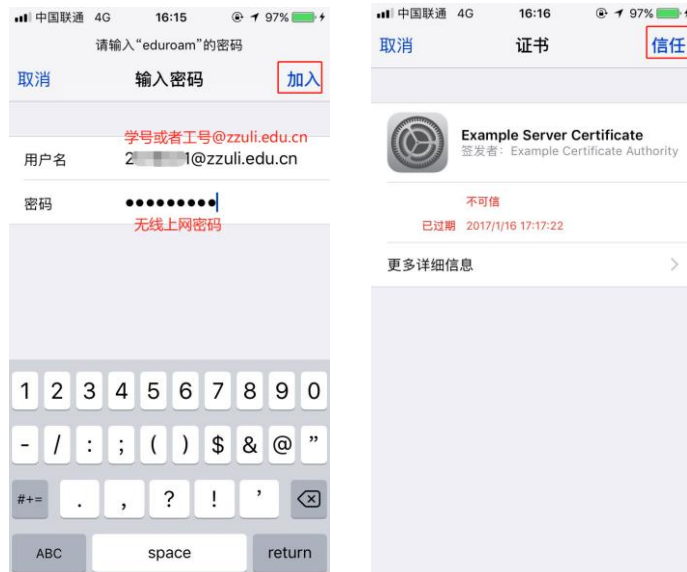 中国联通 4G 16:15 97%
请输入“eduroam”的密码
取消 输入密码 加入
学号或者工号@zzuli.edu.cn
用户名 2 1@zzuli.edu.cn
密码 ●●●●●●●●●
无线上网密码
1 2 3 4 5 6 7 8 9 0
- / : ; ( ) $ & @ ”
#+= . , ? ! ’
ABC space return
中国联通 4G 16:16 97%
取消 证书 信任
Example Server Certificate
签发者：Example Certificate Authority
不可信
已过期 2017/1/16 17:17:22
更多详细信息